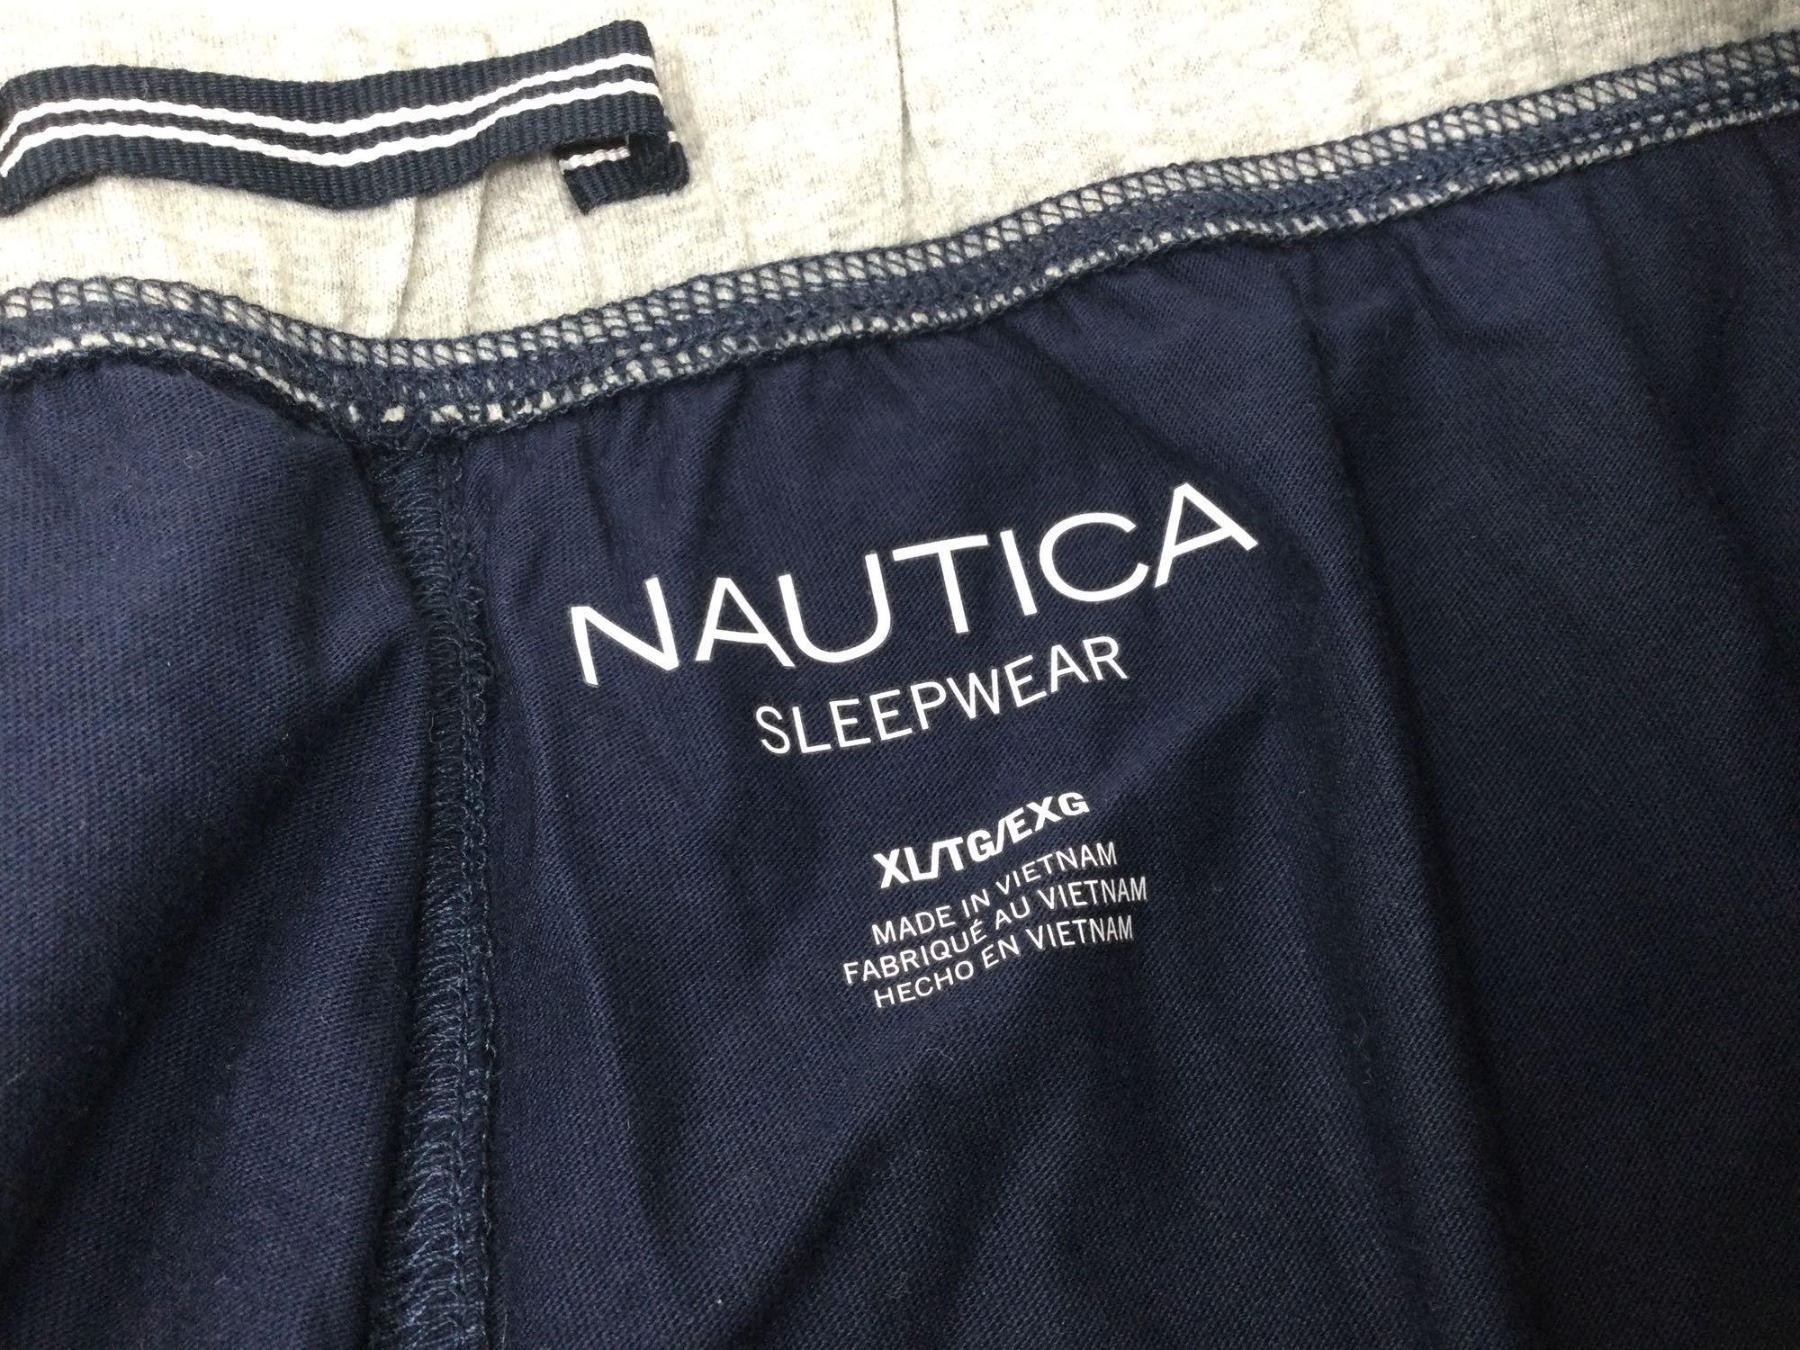 NAUTICA
SLEEPWEAR
XL/TG/EXG
MADE IN VIETNAM
FABRIQUÉ AU VIETNAM
HECHO EN VIETNAM